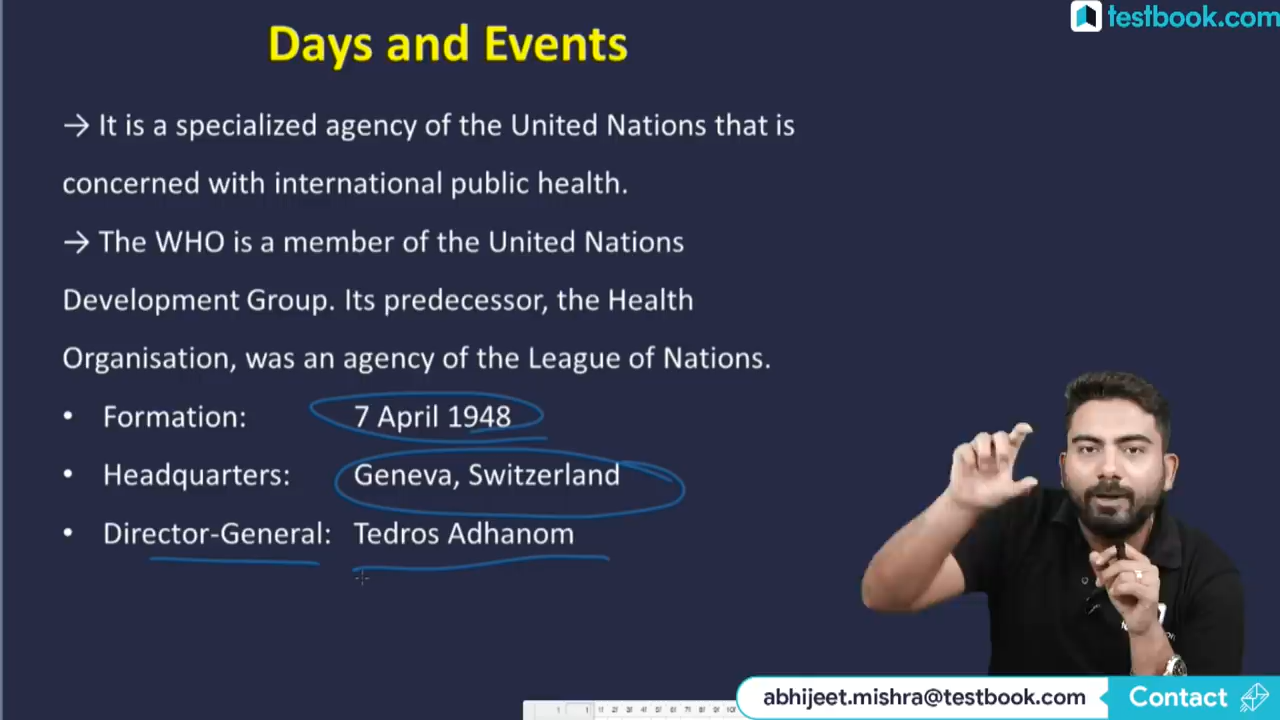 testbook.com
Days and Events
→ It is a specialized agency of the United Nations that is
concerned with international public health.
→ The WHO is a member of the United Nations
Development Group. Its predecessor, the Health
Organisation, was an agency of the League of Nations.
• Formation: 7 April 1948
• Headquarters: Geneva, Switzerland
• Director-General: Tedros Adhanom
abhijeet.mishra@testbook.com Contact